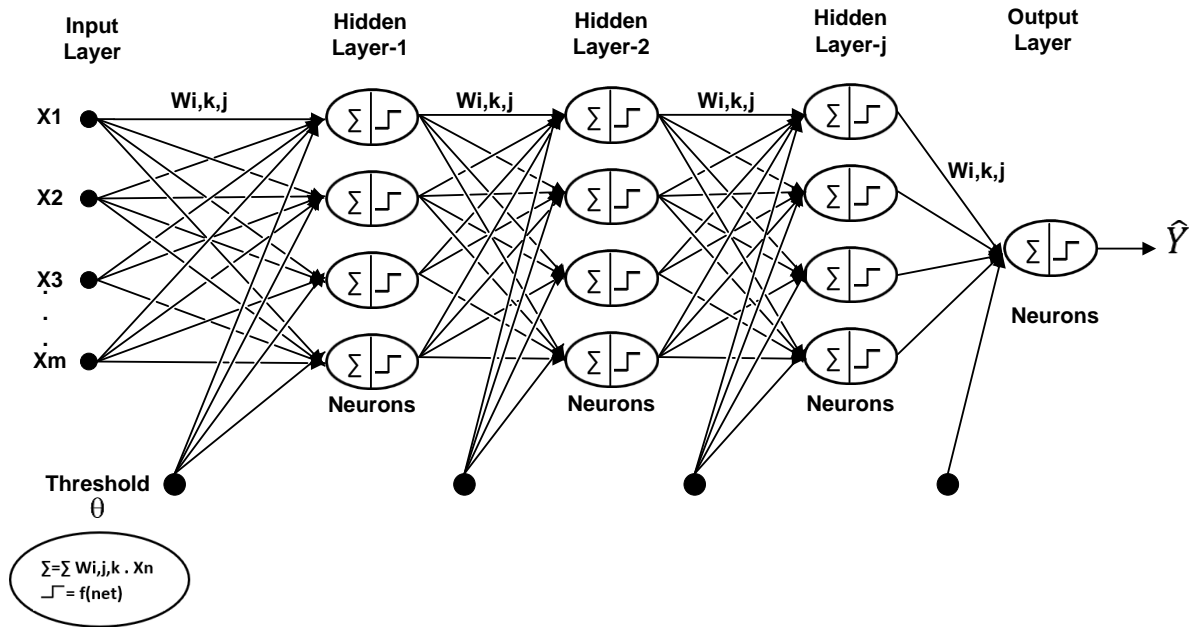 Input
Layer
Hidden
Layer-1
Hidden
Layer-2
Hidden
Layer-j
Output
Layer
X1
Wi,k,j
Wi,k,j
Wi,k,j
Wi,k,j
X2
X3
.
.
.
Xm
∑
∑
∑
∑
∑
∑
∑
∑
∑
∑
∑
∑
∑
Ŷ
Neurons
Neurons
Neurons
Neurons
Threshold
θ
∑=∑ Wi,j,k . Xn
= f(net)